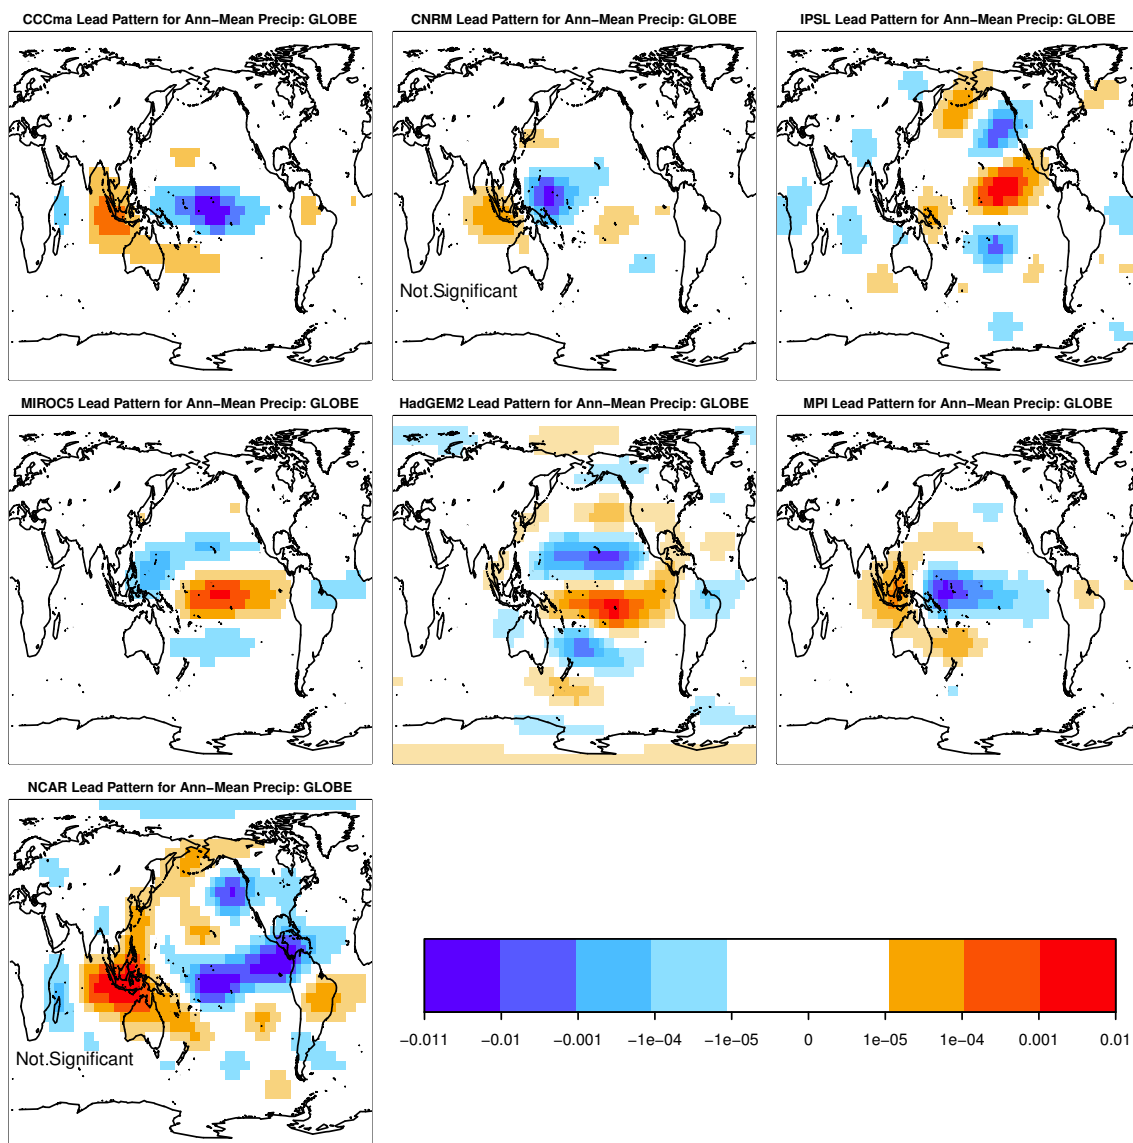 CCCma Lead Pattern for Ann−Mean Precip: GLOBE
CNRM Lead Pattern for Ann−Mean Precip: GLOBE
IPSL Lead Pattern for Ann−Mean Precip: GLOBE
Not.Significant
MIROC5 Lead Pattern for Ann−Mean Precip: GLOBE
HadGEM2 Lead Pattern for Ann−Mean Precip: GLOBE
MPI Lead Pattern for Ann−Mean Precip: GLOBE
NCAR Lead Pattern for Ann−Mean Precip: GLOBE
Not.Significant
−0.011 −0.01 −0.001 −1e−04 −1e−05 0 1e−05 1e−04 0.001 0.01